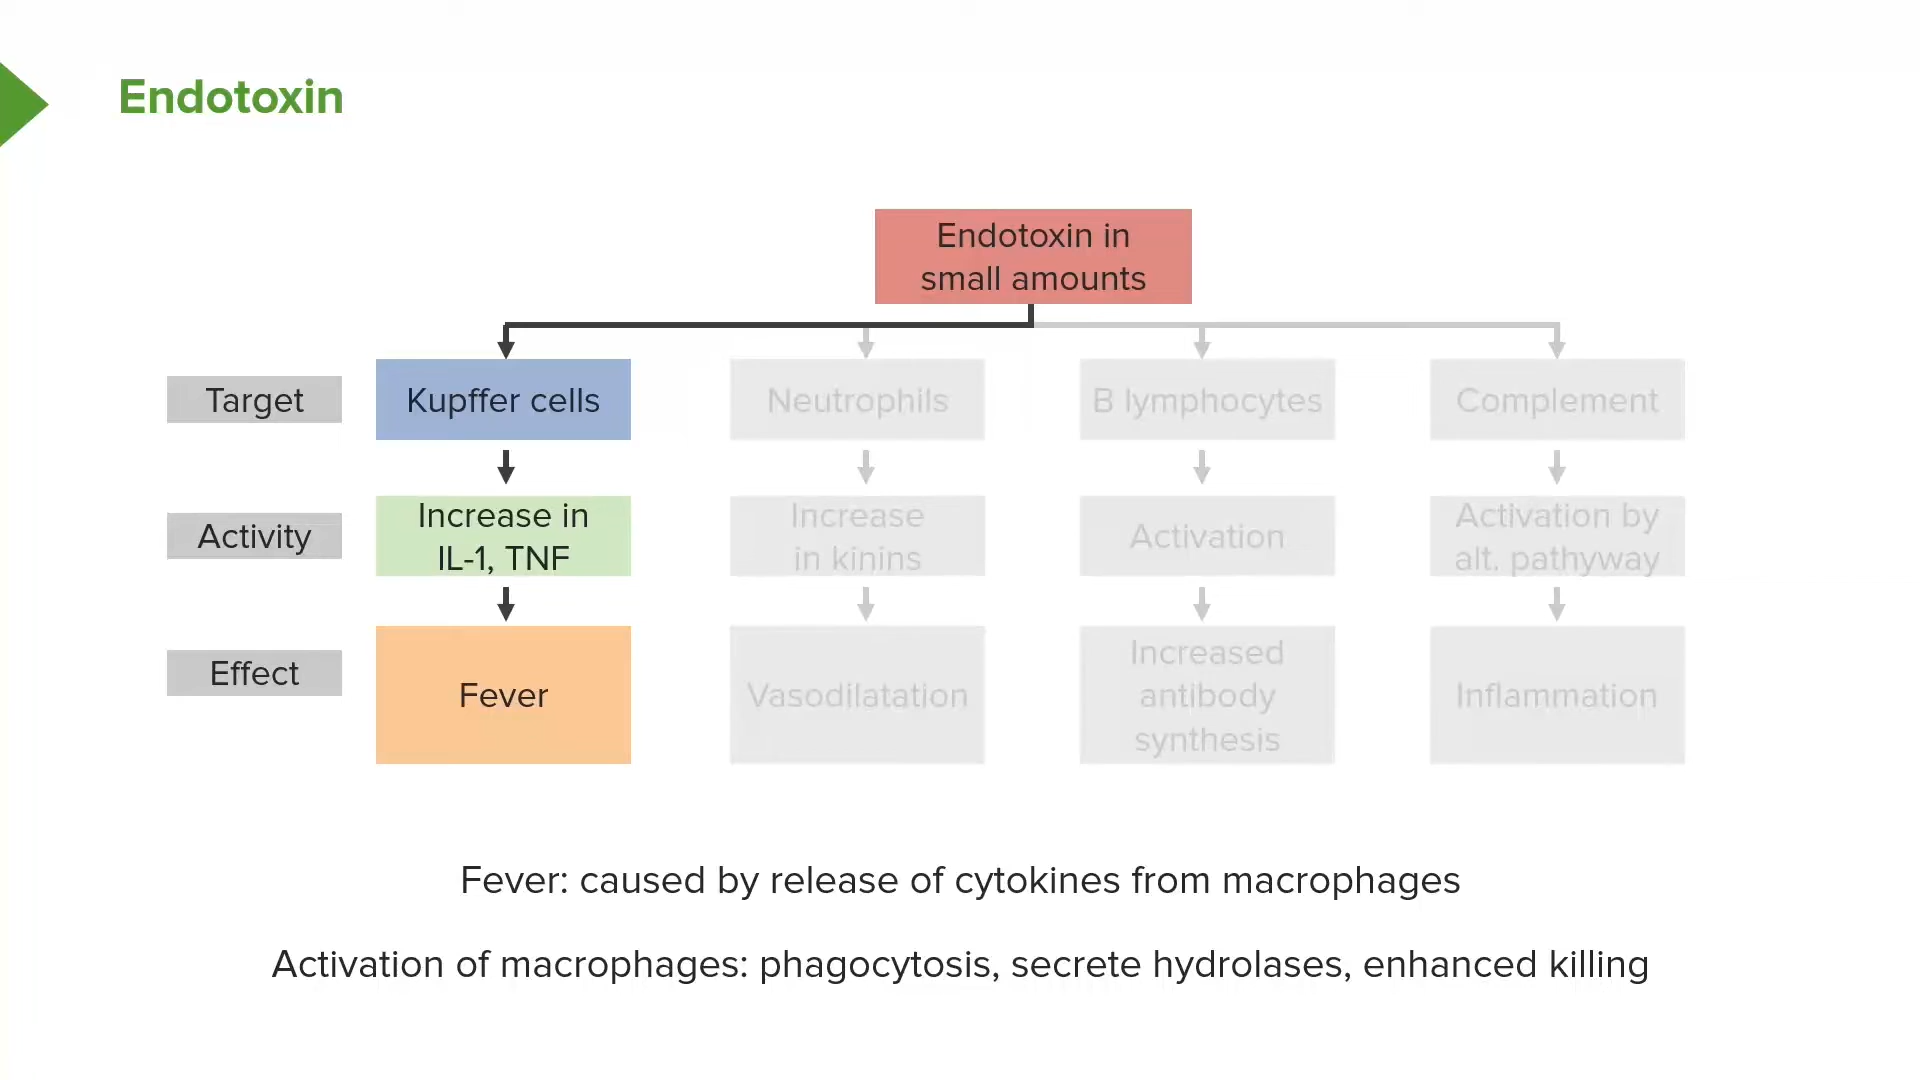 Endotoxin
Endotoxin in
small amounts
Target
Kupffer cells
Neutrophils
B lymphocytes
Complement
Activity
Increase in
IL-1, TNF
Increase
in kinins
Activation
Activation by
alt. pathyway
Effect
Fever
Vasodilatation
Increased
antibody
synthesis
Inflammation
Fever: caused by release of cytokines from macrophages
Activation of macrophages: phagocytosis, secrete hydrolases, enhanced killing